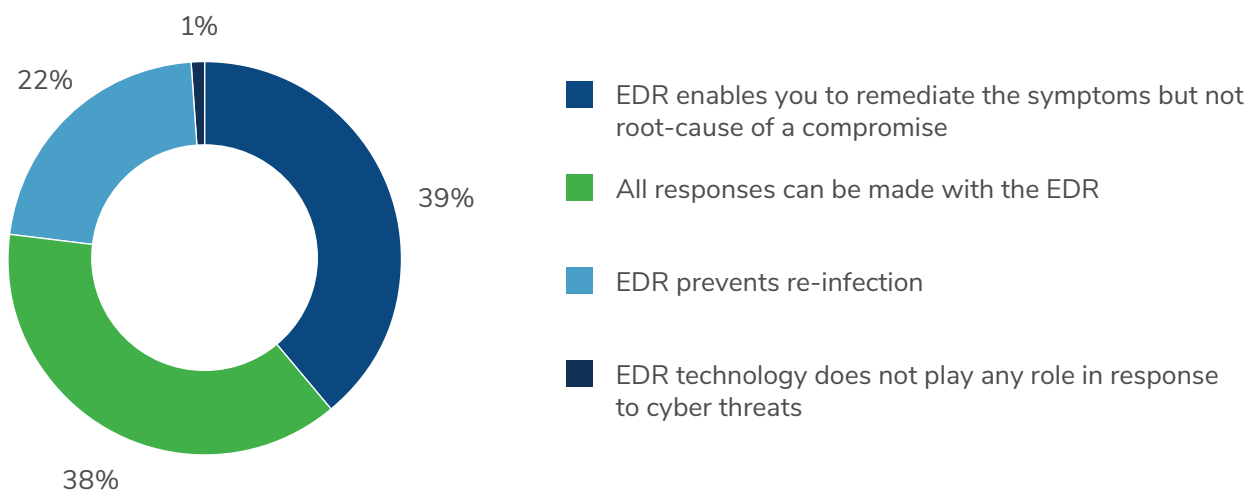 1%
22%
39%
38%
EDR enables you to remediate the symptoms but not
root-cause of a compromise
All responses can be made with the EDR
EDR prevents re-infection
EDR technology does not play any role in response
to cyber threats